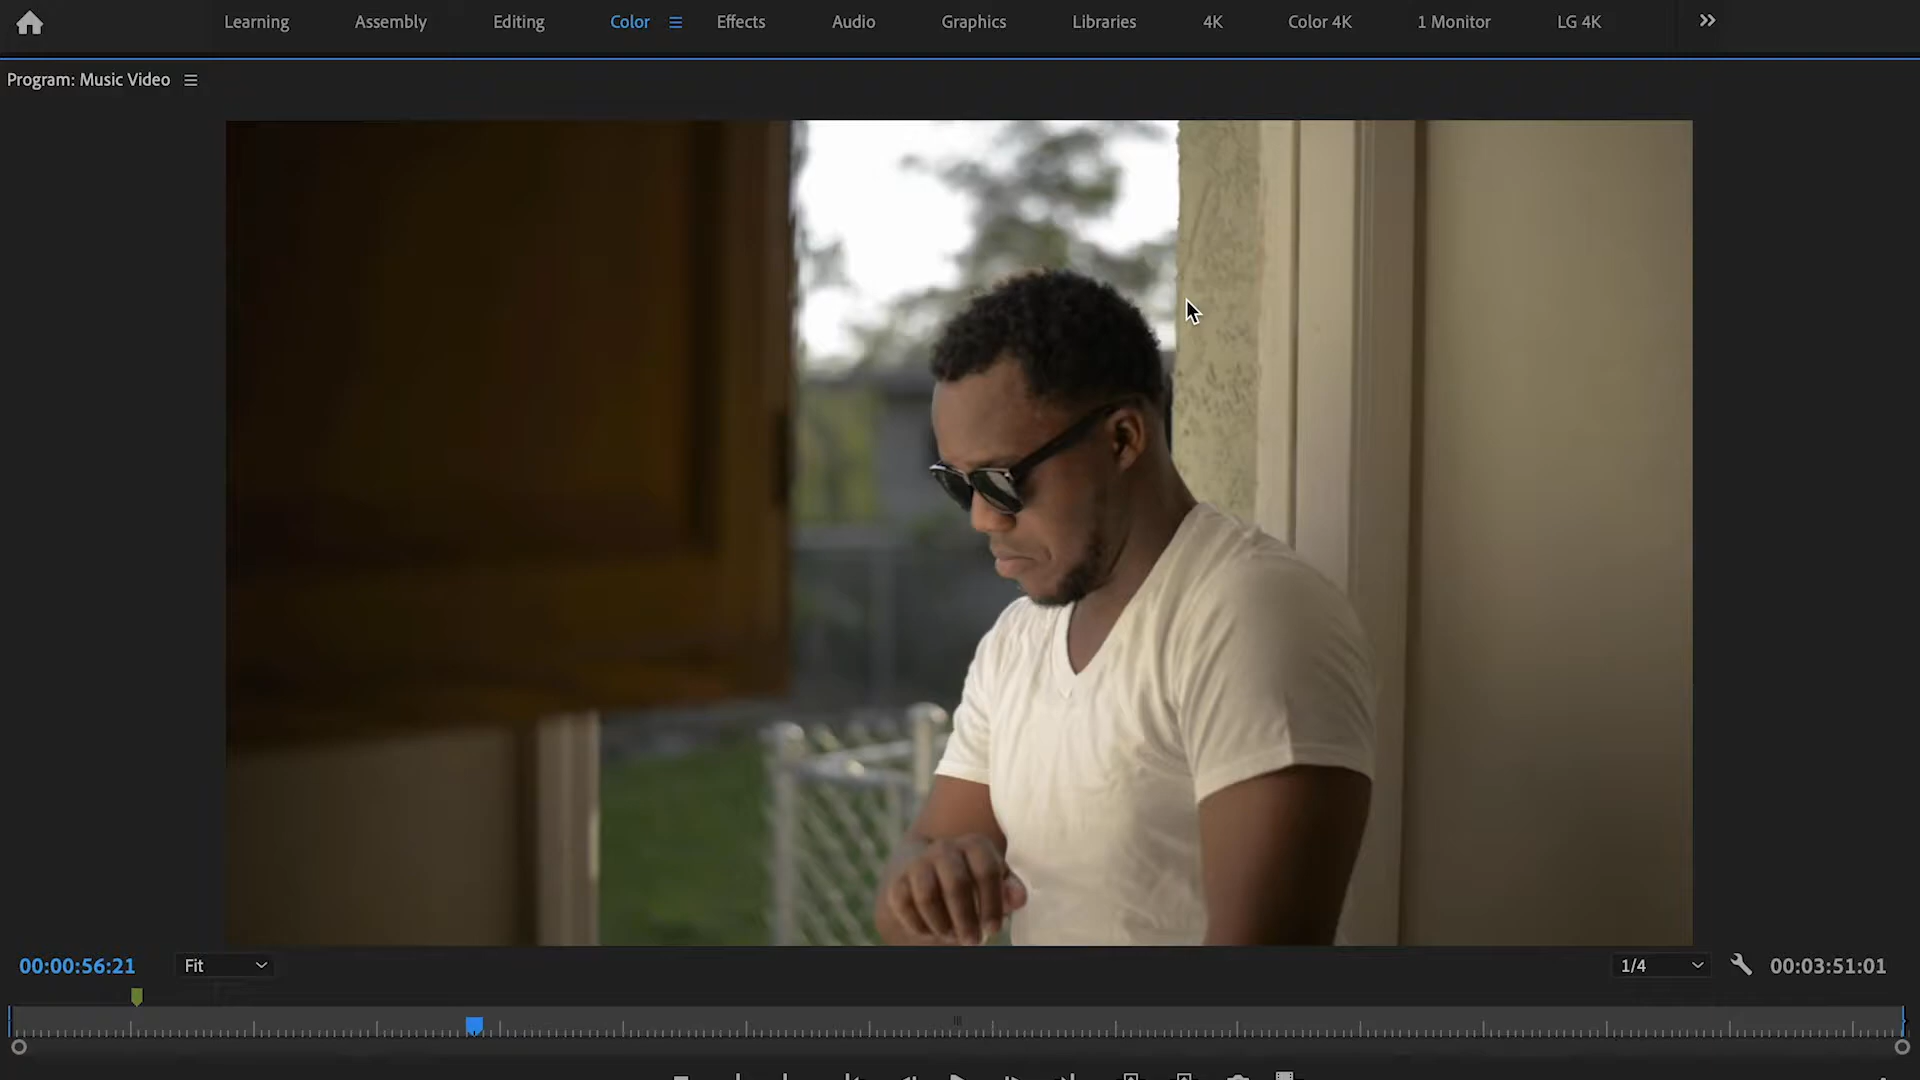 Learning Assembly Editing Color Effects Audio Graphics Libraries 4K Color 4K 1 Monitor LG 4K
Program: Music Video
00:00:56:21 Fit 1/4 00:03:51:01